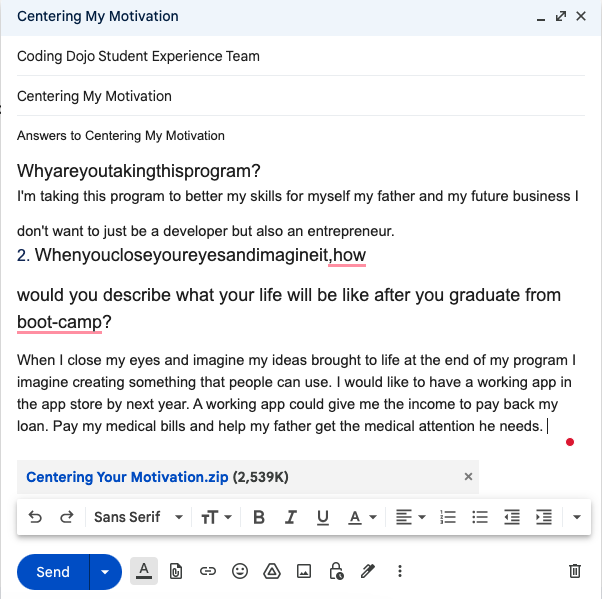 Centering My Motivation
Coding Dojo Student Experience Team
Centering My Motivation
Answers to Centering My Motivation
Whyareyoutakingthisprogram?
I'm taking this program to better my skills for myself my father and my future business I
don't want to just be a developer but also an entrepreneur.
2. Whenyoucloseyoureyesandimagineit,how
would you describe what your life will be like after you graduate from
boot-camp?
When I close my eyes and imagine my ideas brought to life at the end of my program I
imagine creating something that people can use. I would like to have a working app in
the app store by next year. A working app could give me the income to pay back my
loan. Pay my medical bills and help my father get the medical attention he needs.
Centering Your Motivation.zip (2,539K)
Sans Serif
Send